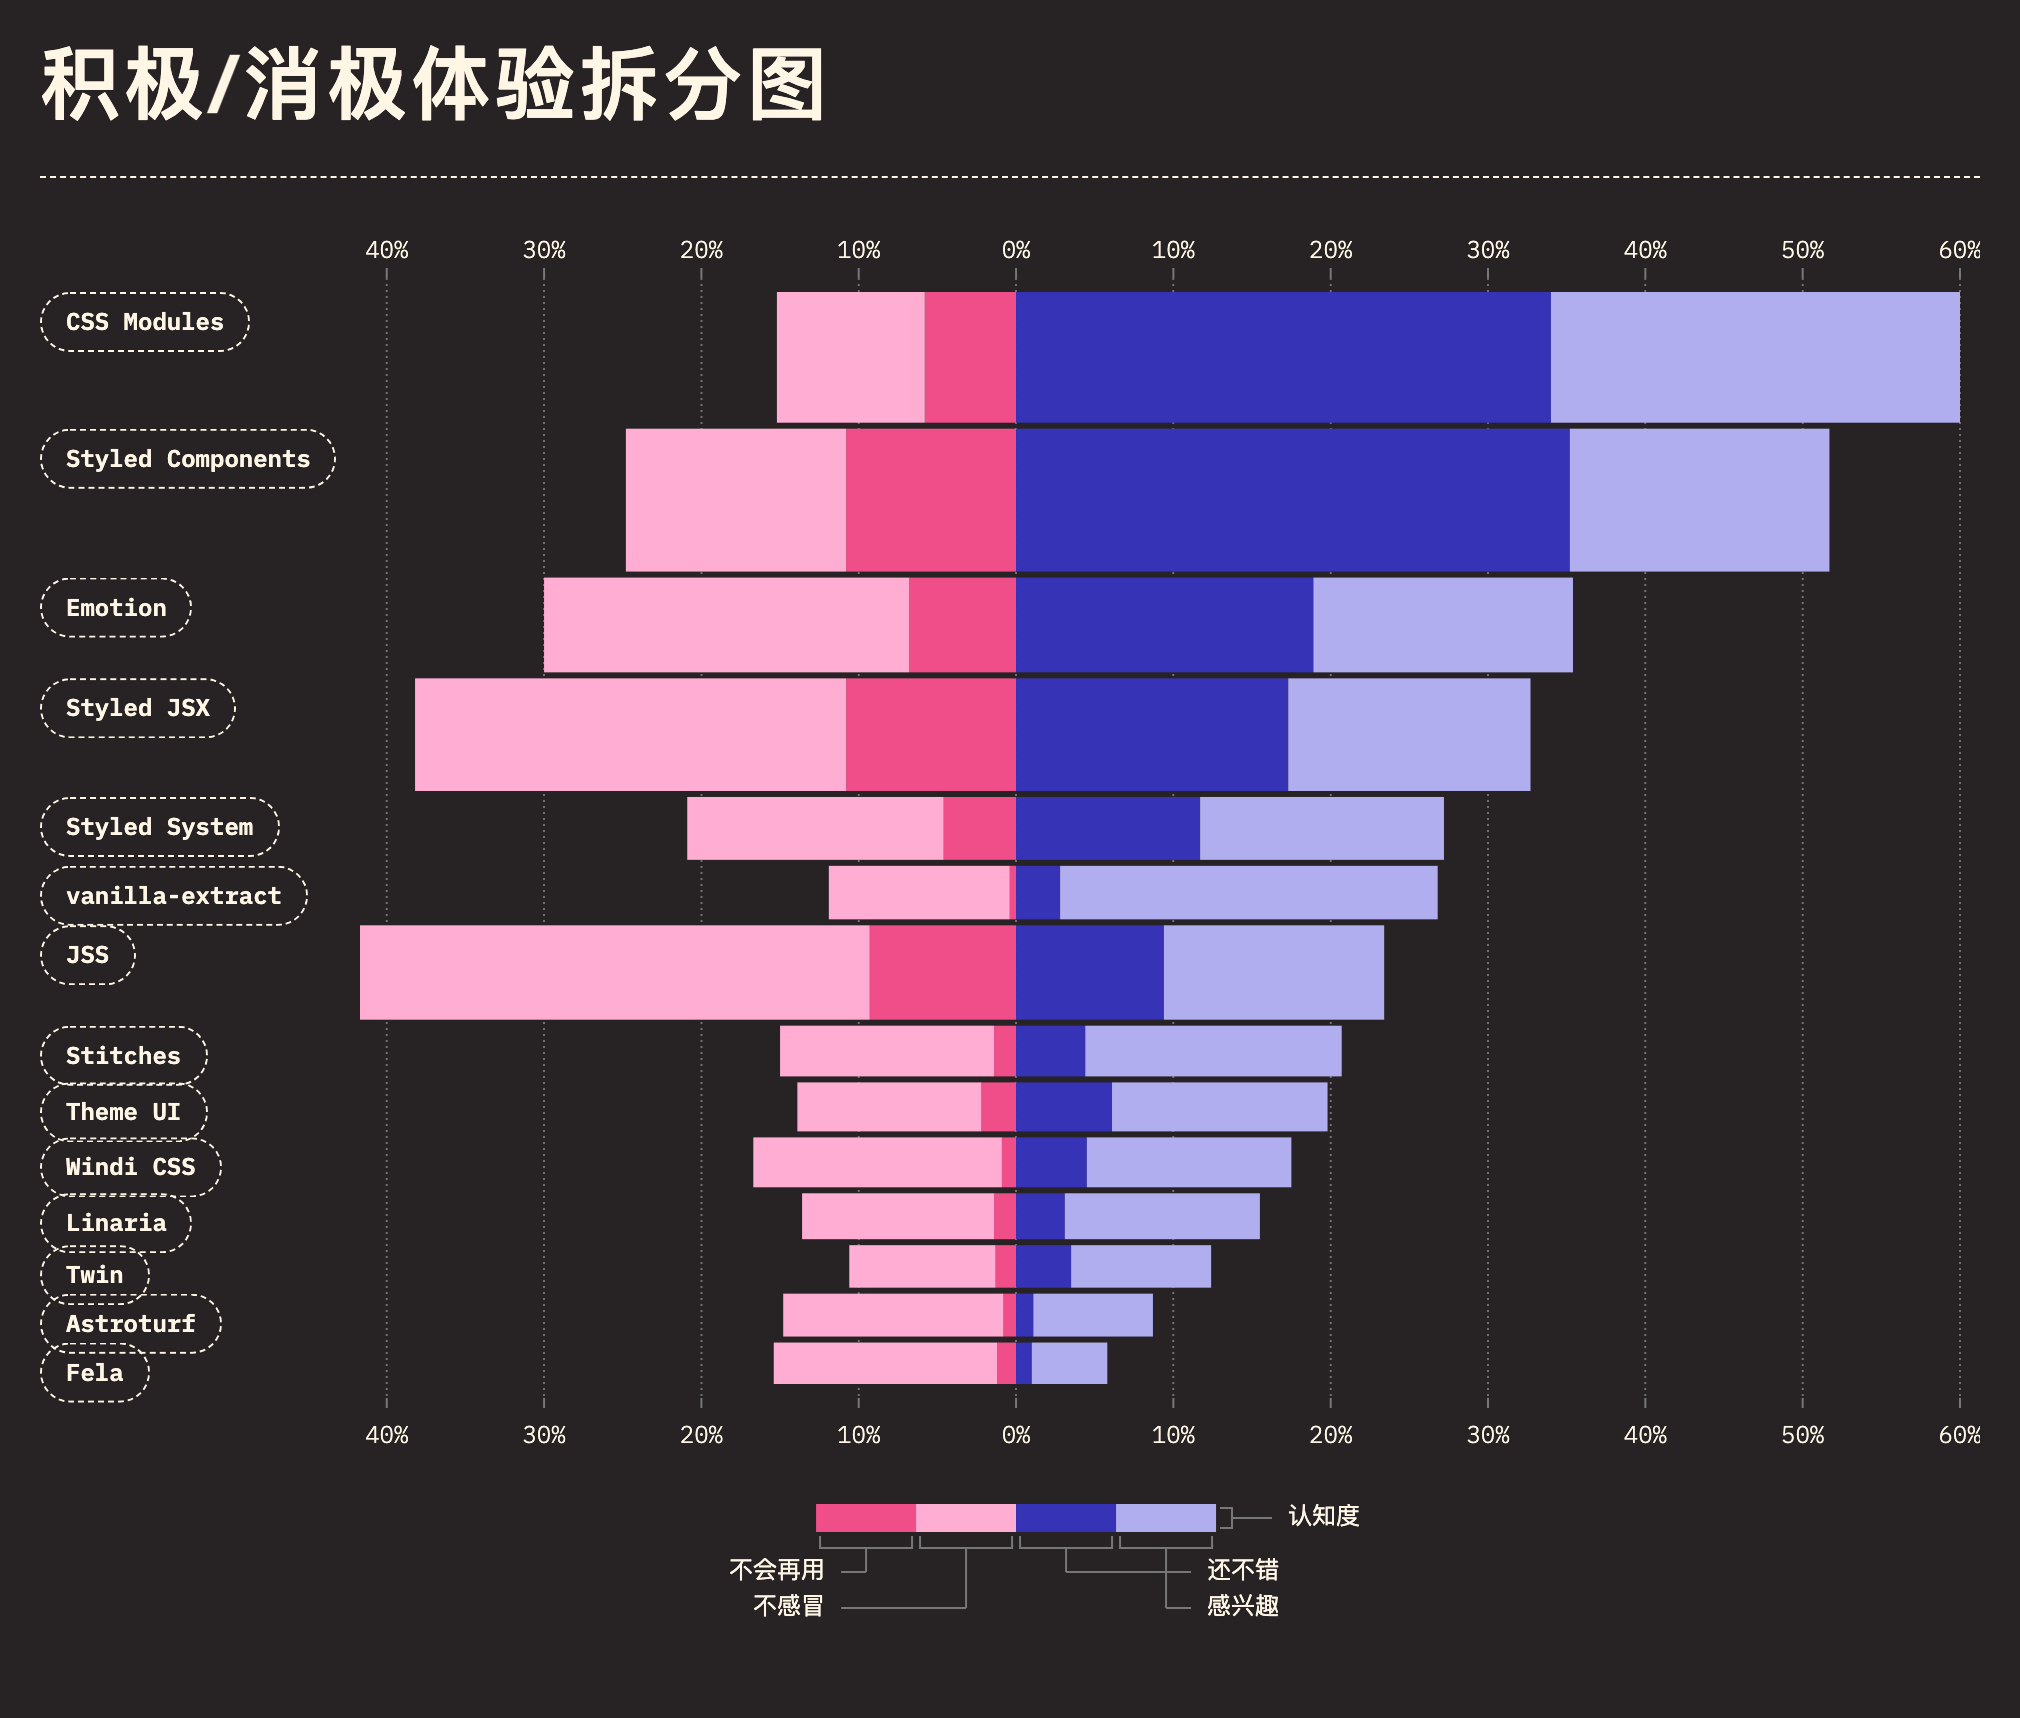 积极/消极体验拆分图
40% 30% 20% 10% 0% 10% 20% 30% 40% 50% 60%
CSS Modules
Styled Components
Emotion
Styled JSX
Styled System
vanilla-extract
JSS
Stitches
Theme UI
Windi CSS
Linaria
Twin
Astroturf
Fela
40% 30% 20% 10% 0% 10% 20% 30% 40% 50% 60%
认知度
不会再用 还不错
不感冒 感兴趣